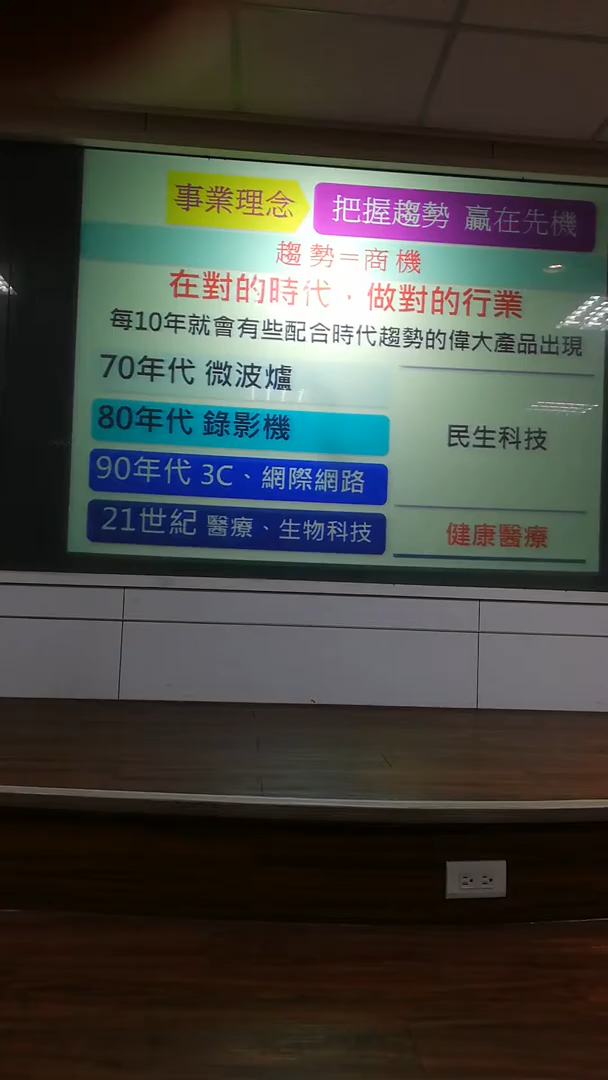 事業理念
把握趨勢 贏在先機
趨勢=商機
在對的時代，做對的行業
每10年就會有些配合時代趨勢的偉大產品出現
70年代 微波爐
80年代 錄影機
民生科技
90年代 3C、網際網路
21世紀 醫療、生物科技
健康醫療